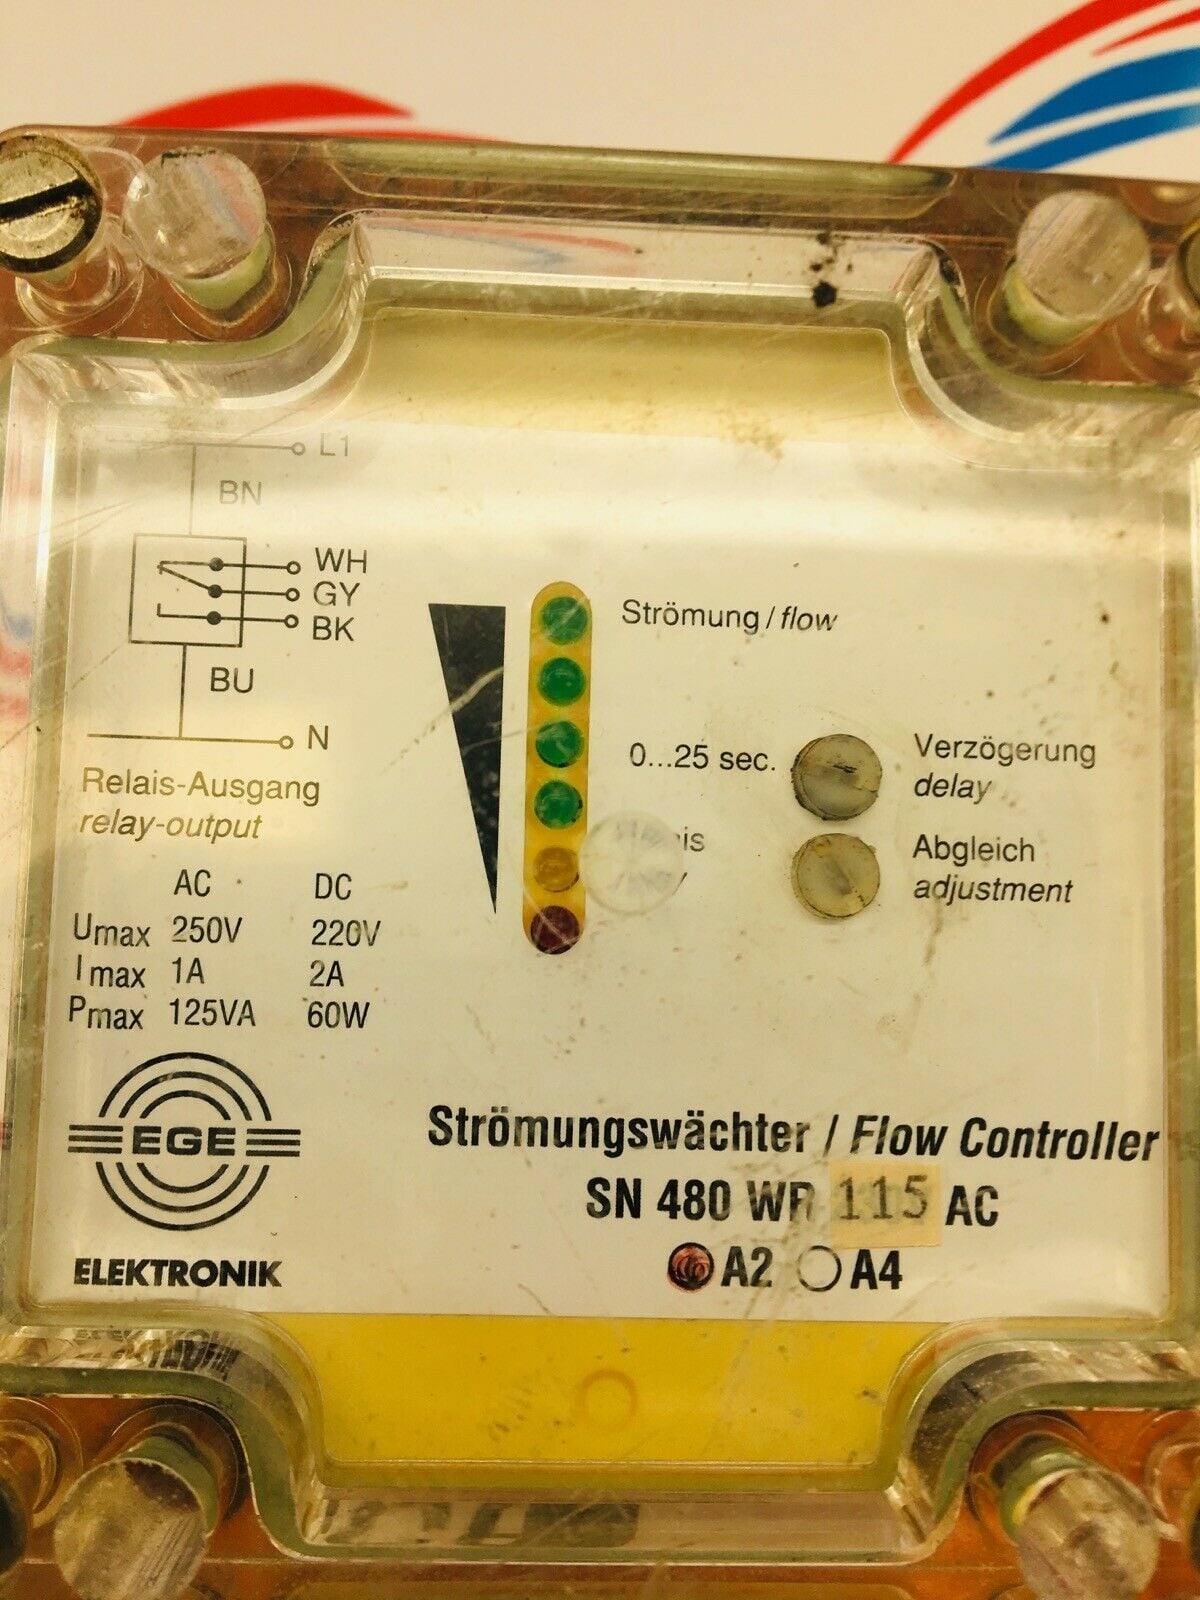 L1
BN
WH
GY
BK
BU
N
Relais-Ausgang
relay-output
AC DC
Umax 250V 220V
Imax 1A 2A
Pmax 125VA 60W
EGE
ELEKTRONIK
Strömung / flow
0...25 sec.
Verzögerung
delay
Abgleich
adjustment
Strömungswächter / Flow Controller
SN 480 WR 115 AC
A2 A4